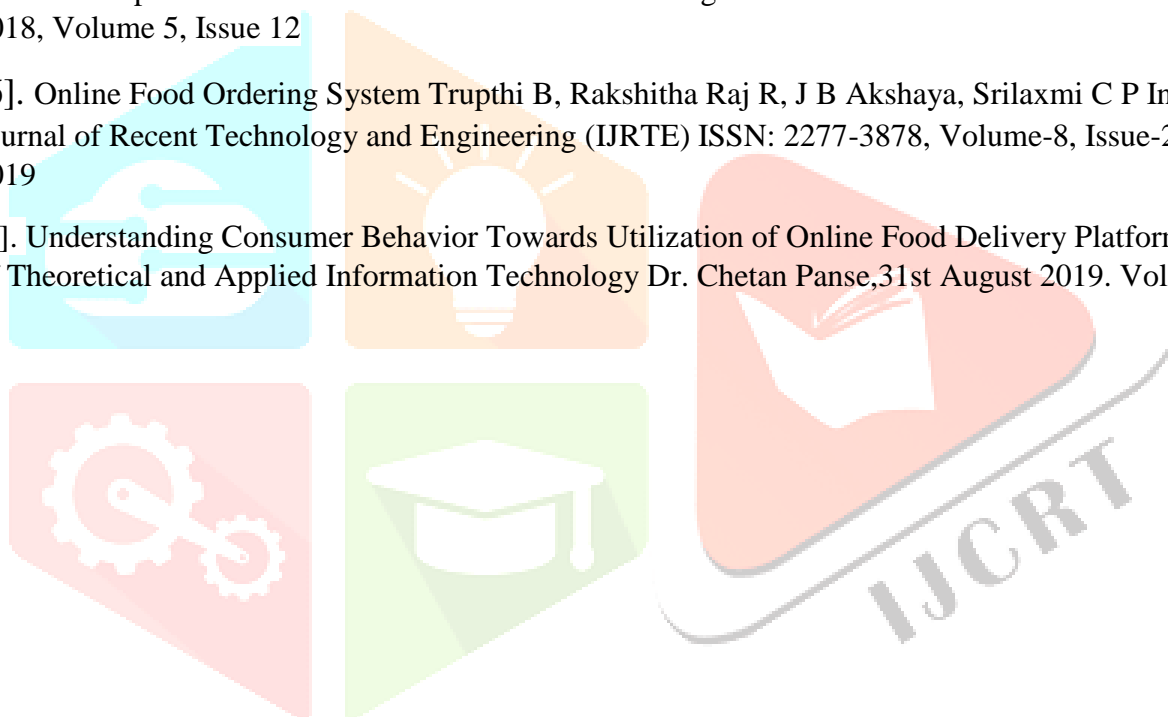 018, Volume 5, Issue 12
]. Online Food Ordering System Trupthi B, Rakshitha Raj R, J B Akshaya, Srilaxmi C P In
urnal of Recent Technology and Engineering (IJRTE) ISSN: 2277-3878, Volume-8, Issue-2
019
]. Understanding Consumer Behavior Towards Utilization of Online Food Delivery Platfor
Theoretical and Applied Information Technology Dr. Chetan Panse,31st August 2019. Vol
IJCRT